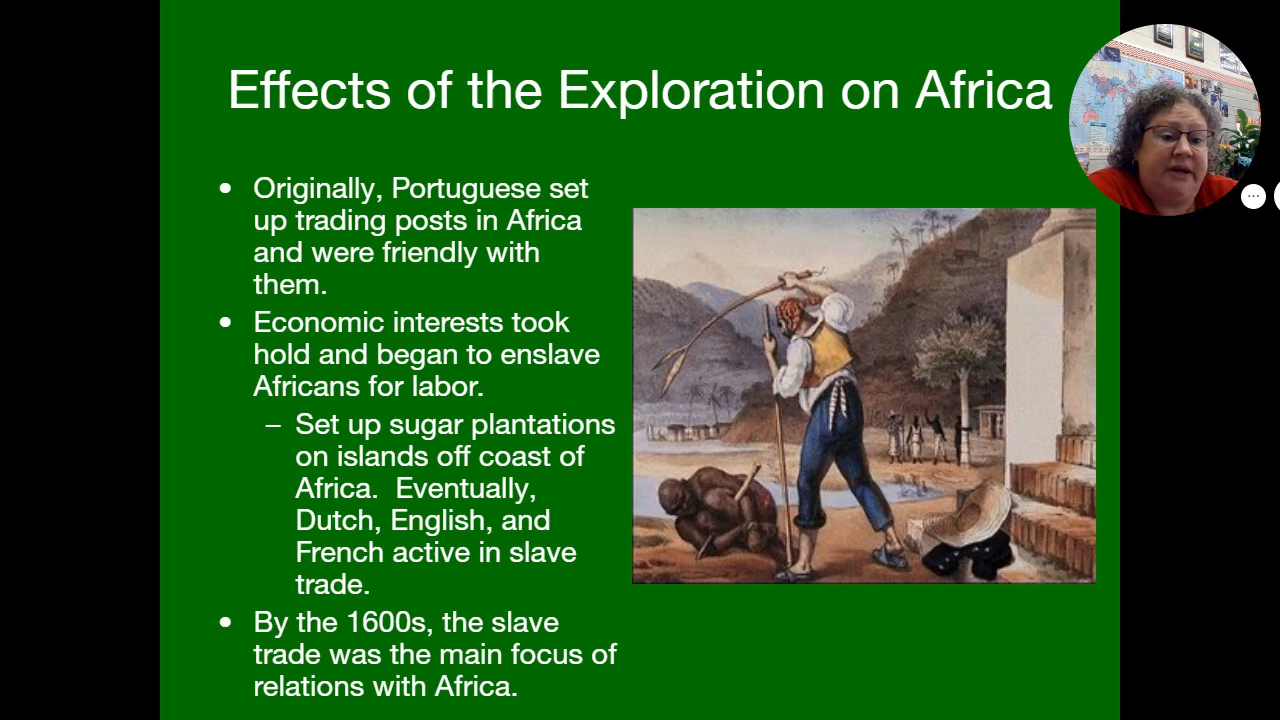 Effects of the Exploration on Africa
• Originally, Portuguese set
up trading posts in Africa
and were friendly with
them.
• Economic interests took
hold and began to enslave
Africans for labor.
– Set up sugar plantations
on islands off coast of
Africa.  Eventually,
Dutch, English, and
French active in slave
trade.
• By the 1600s, the slave
trade was the main focus of
relations with Africa.